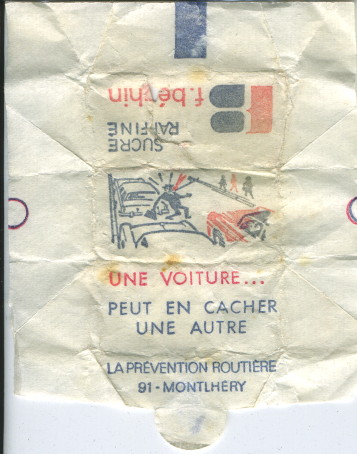 f. béghin
SUCRE
RAFFINÉ
UNE VOITURE...
PEUT EN CACHER
UNE AUTRE
LA PRÉVENTION ROUTIÈRE
91 - MONTLHÉRY